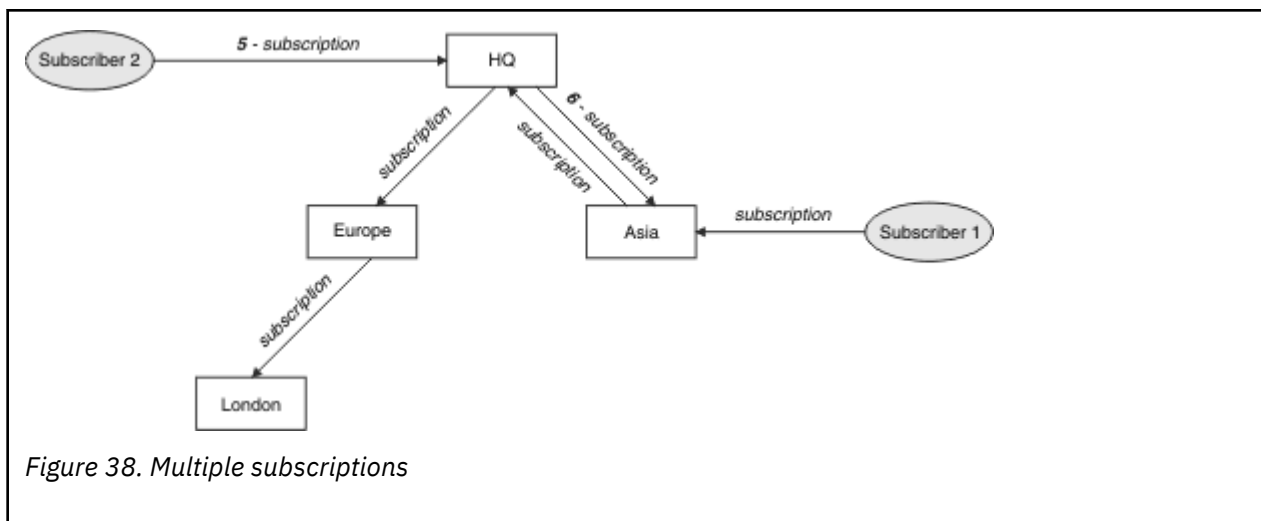 5 - subscription
Subscriber 2
HQ
6 - subscription
subscription
subscription
subscription
Europe
Asia
Subscriber 1
subscription
London
Figure 38. Multiple subscriptions